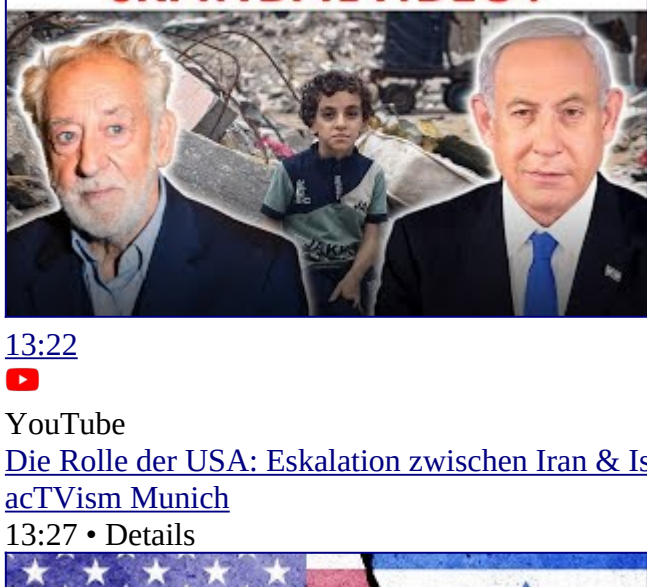 13:22
YouTube
Die Rolle der USA: Eskalation zwischen Iran & Is
acTVism Munich
13:27 • Details